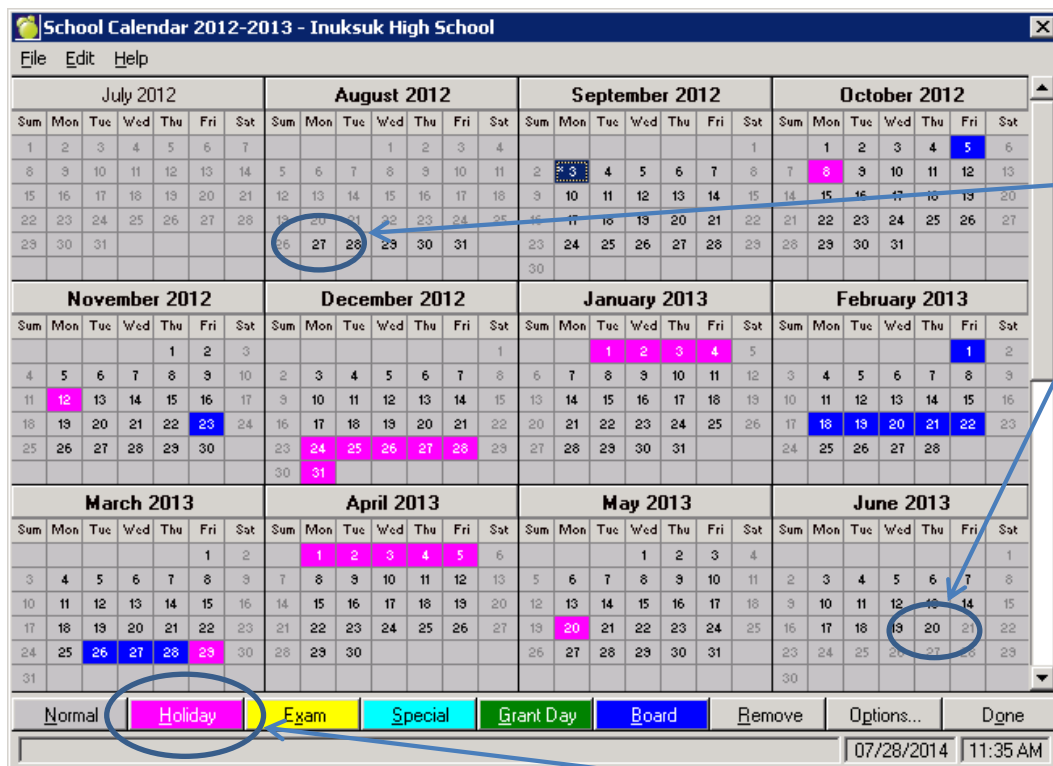 School Calendar 2012-2013 - Inuksuk High School
File Edit Help
July 2012 August 2012 September 2012 October 2012
Sun Mon Tue Wed Thu Fri Sat Sun Mon Tue Wed Thu Fri Sat Sun Mon Tue Wed Thu Fri Sat Sun Mon Tue Wed Thu Fri Sat
1 2 3 4 5 6 7 1 2 3 4 1 1 2 3 4 5 6
8 9 10 11 12 13 14 5 6 7 8 9 10 11 2 * 3 4 5 6 7 8 7 8 9 10 11 12 13
15 16 17 18 19 20 21 12 13 14 15 16 17 18 9 10 11 12 13 14 15 14 15 16 17 18 19 20
22 23 24 25 26 27 28 19 20 21 22 23 24 25 16 17 18 19 20 21 22 21 22 23 24 25 26 27
29 30 31 26 27 28 29 30 31 23 24 25 26 27 28 29 28 29 30 31
30
November 2012 December 2012 January 2013 February 2013
Sun Mon Tue Wed Thu Fri Sat Sun Mon Tue Wed Thu Fri Sat Sun Mon Tue Wed Thu Fri Sat Sun Mon Tue Wed Thu Fri Sat
1 2 3 1 1 2 3 4 5 1 2
4 5 6 7 8 9 10 2 3 4 5 6 7 8 6 7 8 9 10 11 12 3 4 5 6 7 8 9
11 12 13 14 15 16 17 9 10 11 12 13 14 15 13 14 15 16 17 18 19 10 11 12 13 14 15 16
18 19 20 21 22 23 24 16 17 18 19 20 21 22 20 21 22 23 24 25 26 17 18 19 20 21 22 23
25 26 27 28 29 30 23 24 25 26 27 28 29 27 28 29 30 31 24 25 26 27 28
30 31
March 2013 April 2013 May 2013 June 2013
Sun Mon Tue Wed Thu Fri Sat Sun Mon Tue Wed Thu Fri Sat Sun Mon Tue Wed Thu Fri Sat Sun Mon Tue Wed Thu Fri Sat
1 2 1 2 3 4 5 6 1 2 3 4 1
3 4 5 6 7 8 9 7 8 9 10 11 12 13 5 6 7 8 9 10 11 2 3 4 5 6 7 8
10 11 12 13 14 15 16 14 15 16 17 18 19 20 12 13 14 15 16 17 18 9 10 11 12 13 14 15
17 18 19 20 21 22 23 21 22 23 24 25 26 27 19 20 21 22 23 24 25 16 17 18 19 20 21 22
24 25 26 27 28 29 30 28 29 30 26 27 28 29 30 31 23 24 25 26 27 28 29
31 30
Normal Holiday Exam Special Grant Day Board Remove Options... Done
07/28/2014 11:35 AM